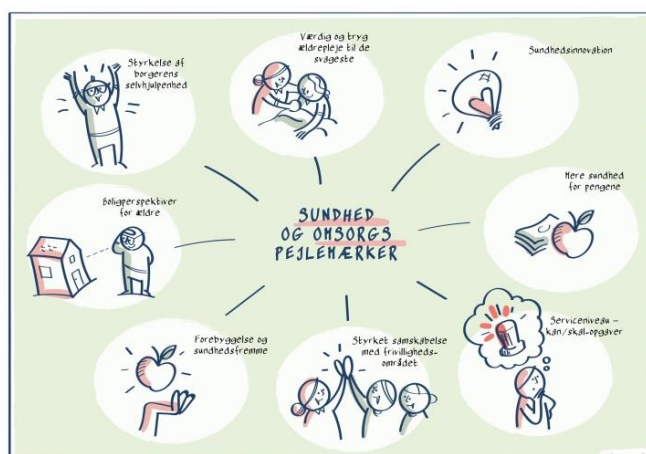 Styrkelse af
borgerens
selvhjulpenhed
Værdig og tryg
ældrepleje til de
svageste
Sundhedsinnovation
Boligperspektiver
for ældre
SUNDHED
OG OMSORGS
PEJLEMÆRKER
Mere sundhed
for pengene
Forebyggelse og
sundhedsfremme
Styrket samskabelse
med frivilligheds-
området
Serviceniveau –
kan/skal-opgaver